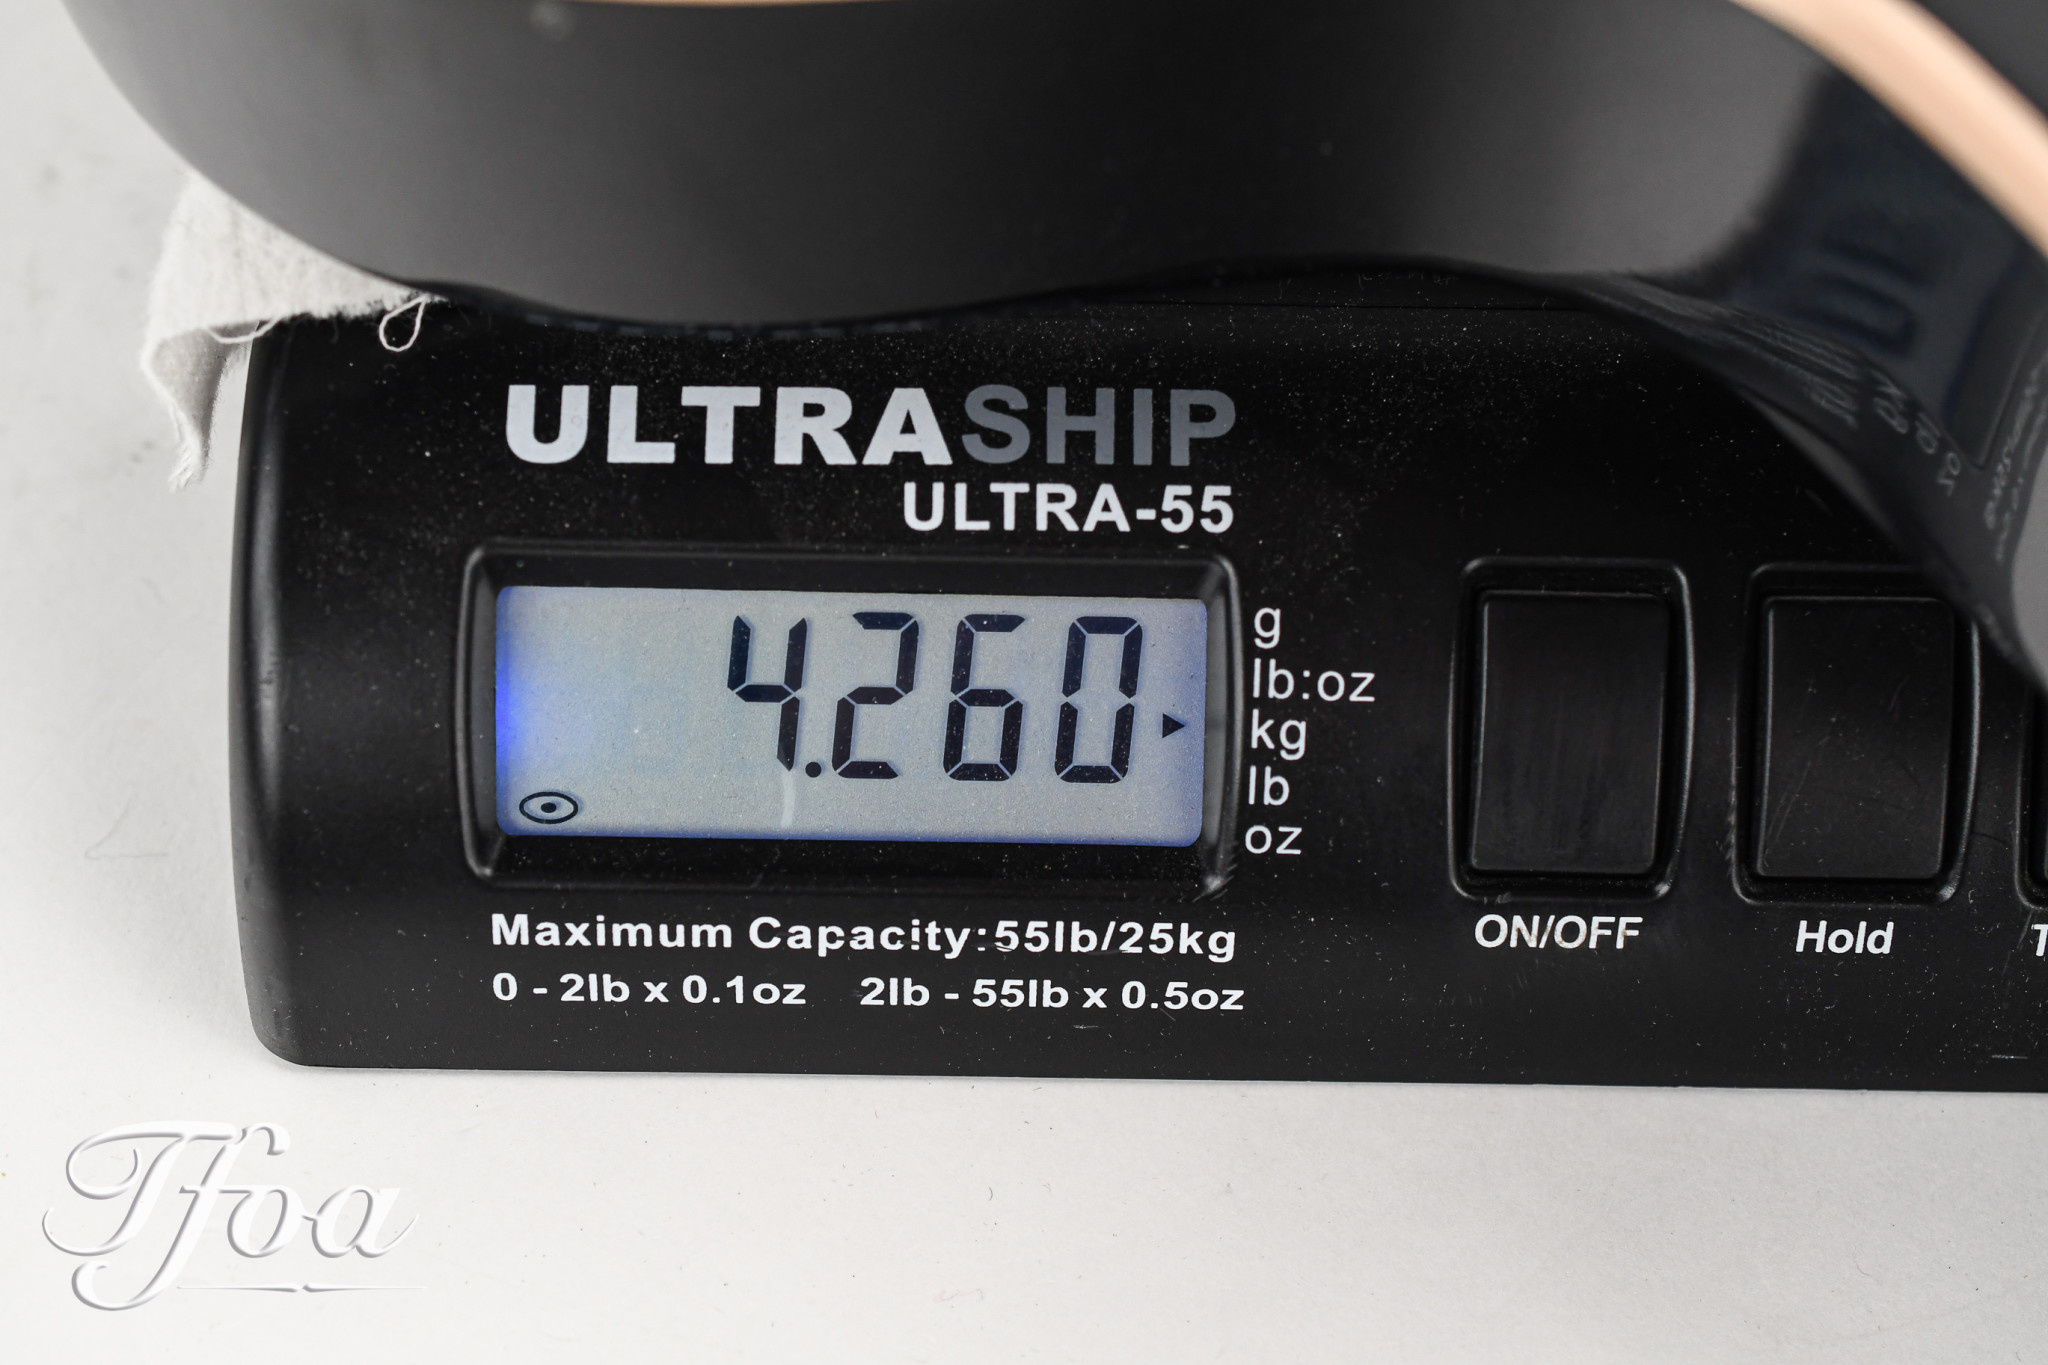 ULTRASHIP
ULTRA-55
4.260
g
lb:oz
kg
lb
oz
Maximum Capacity:55lb/25kg
0 - 2lb x 0.1oz 2lb - 55lb x 0.5oz
ON/OFF
Hold
Tfoa